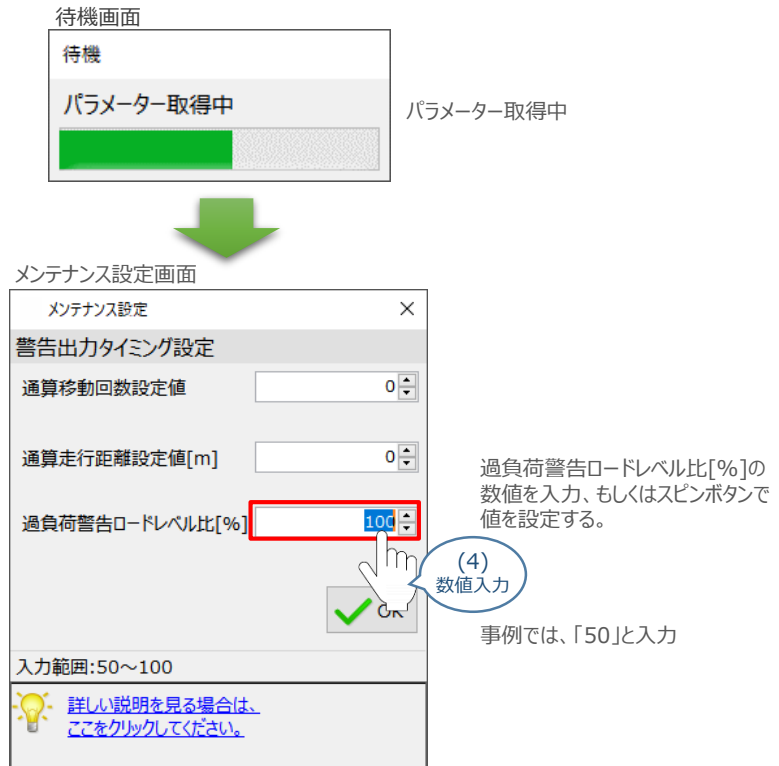 待機画面
待機
パラメーター取得中
パラメーター取得中
メンテナンス設定画面
メンテナンス設定
警告出力タイミング設定
通算移動回数設定値
0
通算走行距離設定値[m]
0
過負荷警告ロードレベル比[%]
100
過負荷警告ロードレベル比[%]の
数値を入力、もしくはスピンボタンで
値を設定する。
(4)
数値入力
OK
事例では、「50」と入力
入力範囲:50～100
詳しい説明を見る場合は、
ここをクリックしてください。